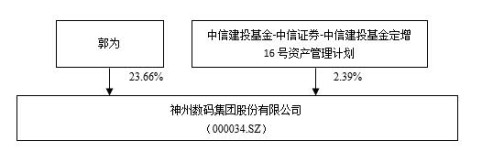 郭为
中信建投基金-中信证券-中信建投基金定增
16 号资产管理计划
23.66%
2.39%
神州数码集团股份有限公司
（000034.SZ）